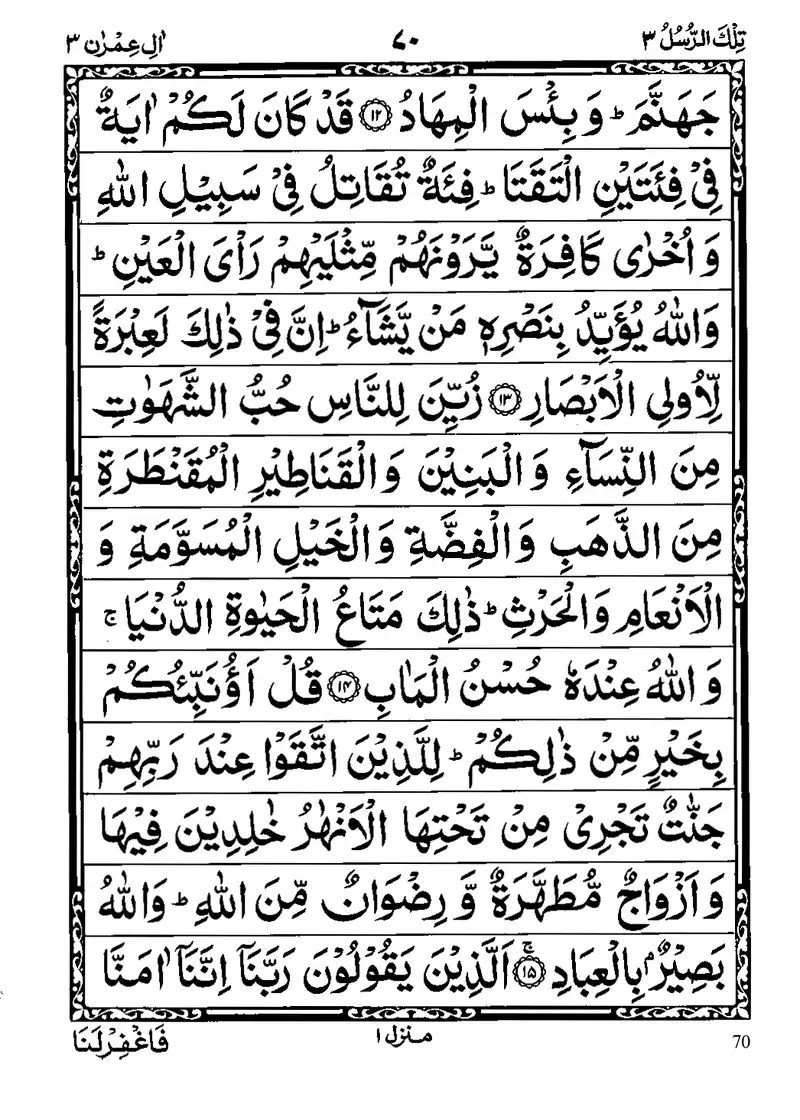 تِلْكَ الرُّسُلُ ٣
٧٠
اٰلِ عِمْرٰن ٣
جَهَنَّمَ ؕ وَ بِئْسَ الْمِهَادُ ﴿۱۲﴾ قَدْ كَانَ لَكُمْ اٰيَةٌ
فِیْ فِئَتَيْنِ الْتَقَتَا ؕ فِئَةٌ تُقَاتِلُ فِیْ سَبِيْلِ اللّٰهِ
وَ اُخْرٰی كَافِرَةٌ يَّرَوْنَهُمْ مِّثْلَيْهِمْ رَاْیَ الْعَيْنِ ؕ
وَاللّٰهُ يُؤَيِّدُ بِنَصْرِهٖ مَنْ يَّشَآءُ ؕ اِنَّ فِیْ ذٰلِكَ لَعِبْرَةً
لِّاُولِی الْاَبْصَارِ ﴿۱۳﴾ زُيِّنَ لِلنَّاسِ حُبُّ الشَّهَوٰتِ
مِنَ النِّسَآءِ وَ الْبَنِيْنَ وَ الْقَنَاطِيْرِ الْمُقَنْطَرَةِ
مِنَ الذَّهَبِ وَ الْفِضَّةِ وَ الْخَيْلِ الْمُسَوَّمَةِ وَ
الْاَنْعَامِ وَ الْحَرْثِ ؕ ذٰلِكَ مَتَاعُ الْحَيٰوةِ الدُّنْيَا ۚ
وَ اللّٰهُ عِنْدَهٗ حُسْنُ الْمَاٰبِ ﴿۱۴﴾ قُلْ اَؤُنَبِّئُكُمْ
بِخَيْرٍ مِّنْ ذٰلِكُمْ ؕ لِلَّذِيْنَ اتَّقَوْا عِنْدَ رَبِّهِمْ
جَنّٰتٌ تَجْرِیْ مِنْ تَحْتِهَا الْاَنْهٰرُ خٰلِدِيْنَ فِيْهَا
وَ اَزْوَاجٌ مُّطَهَّرَةٌ وَّ رِضْوَانٌ مِّنَ اللّٰهِ ؕ وَاللّٰهُ
بَصِيْرٌۢ بِالْعِبَادِ ﴿ۚ۱۵﴾ اَلَّذِيْنَ يَقُوْلُوْنَ رَبَّنَاۤ اِنَّنَاۤ اٰمَنَّا
فَاغْفِرْ لَنَا
منزل ۱
70